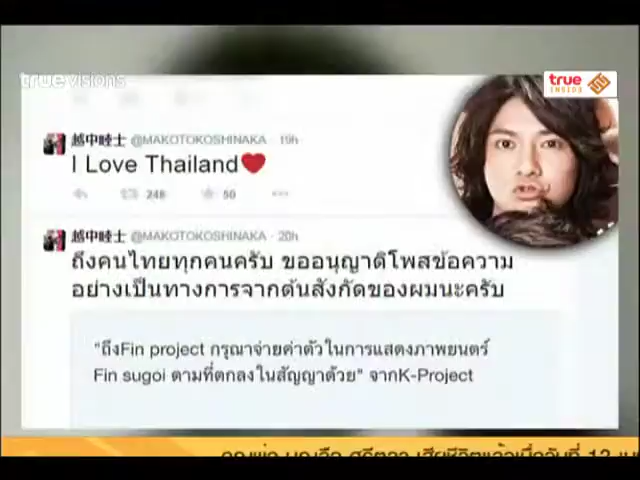 true visions
true
INSIDE
越中睦士 @MAKOTOKOSHINAKA · 19h
I Love Thailand❤
248 50
越中睦士 @MAKOTOKOSHINAKA · 20h
ถึงคนไทยทุกคนครับ ขออนุญาติโพสข้อความ
อย่างเป็นทางการจากต้นสังกัดของผมนะครับ
"ถึงFin project กรุณาจ่ายค่าตัวในการแสดงภาพยนตร์
Fin sugoi ตามที่ตกลงในสัญญาด้วย" จากK-Project